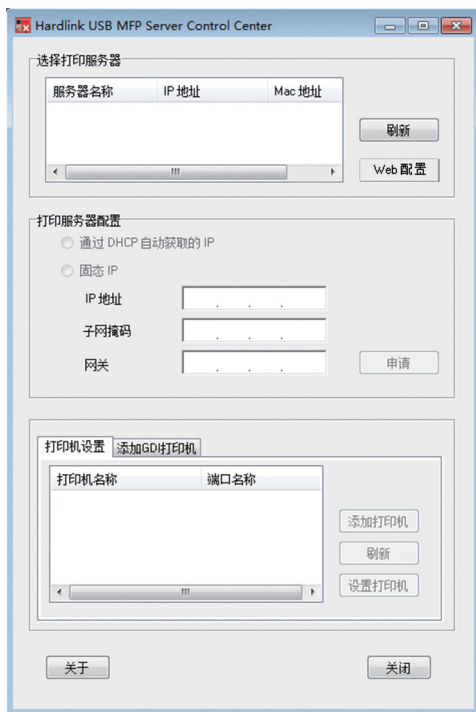 Hardlink USB MFP Server Control Center
选择打印服务器
服务器名称 IP 地址 Mac 地址
刷新
Web 配置
打印服务器配置
通过 DHCP 自动获取的 IP
固态 IP
IP 地址
子网掩码
网关
申请
打印机设置 添加GDI打印机
打印机名称 端口名称
添加打印机
刷新
设置打印机
关于 关闭